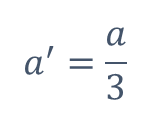 a′ = a/3